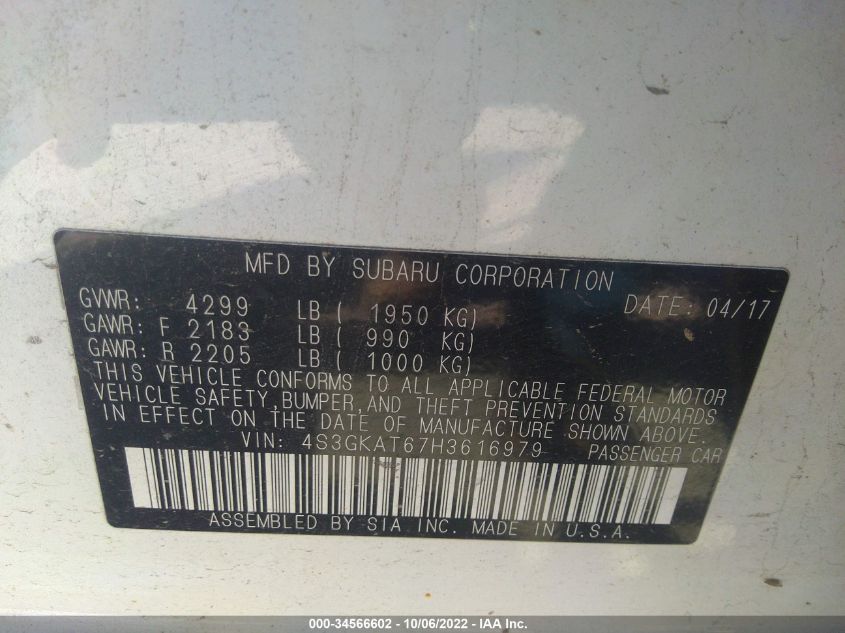 MFD BY SUBARU CORPORATION
GVWR: 4299 LB ( 1950 KG) DATE: 04/17
GAWR: F 2183 LB ( 990 KG)
GAWR: R 2205 LB ( 1000 KG)
THIS VEHICLE CONFORMS TO ALL APPLICABLE FEDERAL MOTOR
VEHICLE SAFETY,BUMPER,AND THEFT PREVENTION STANDARDS
IN EFFECT ON THE DATE OF MANUFACTURE SHOWN ABOVE.
VIN: 4S3GKAT67H3616979 PASSENGER CAR
ASSEMBLED BY SIA INC. MADE IN U.S.A.
000-34566602 - 10/06/2022 - IAA Inc.